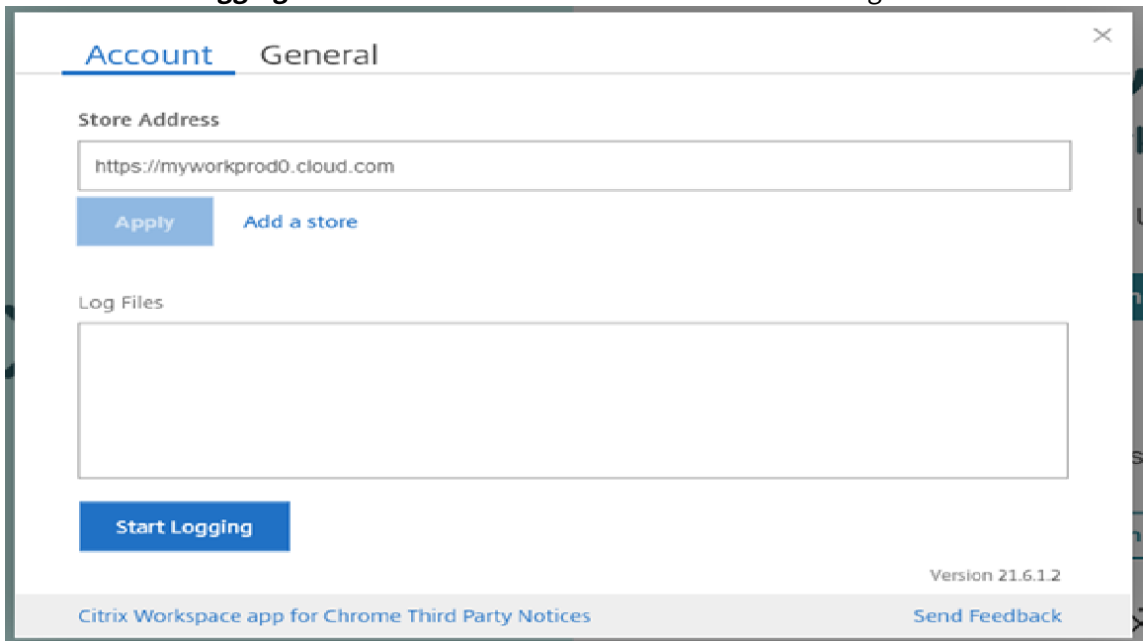 Account General
Store Address
https://myworkprod0.cloud.com
Apply Add a store
Log Files
Start Logging
Version 21.6.1.2
Citrix Workspace app for Chrome Third Party Notices Send Feedback